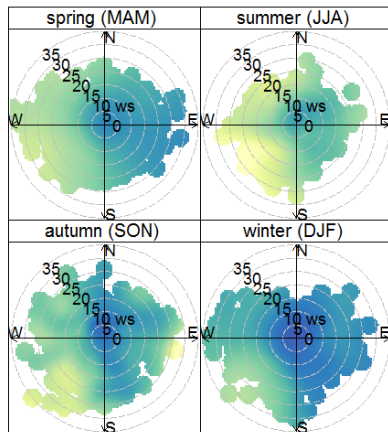 spring (MAM)
summer (JJA)
N
35
30
25
20
15
10
5 ws
0
W
E
S
N
35
30
25
20
15
10
5 ws
0
W
E
S
autumn (SON)
winter (DJF)
N
35
30
25
20
15
10
5 ws
0
W
E
S
N
35
30
25
20
15
10
5 ws
0
W
E
S